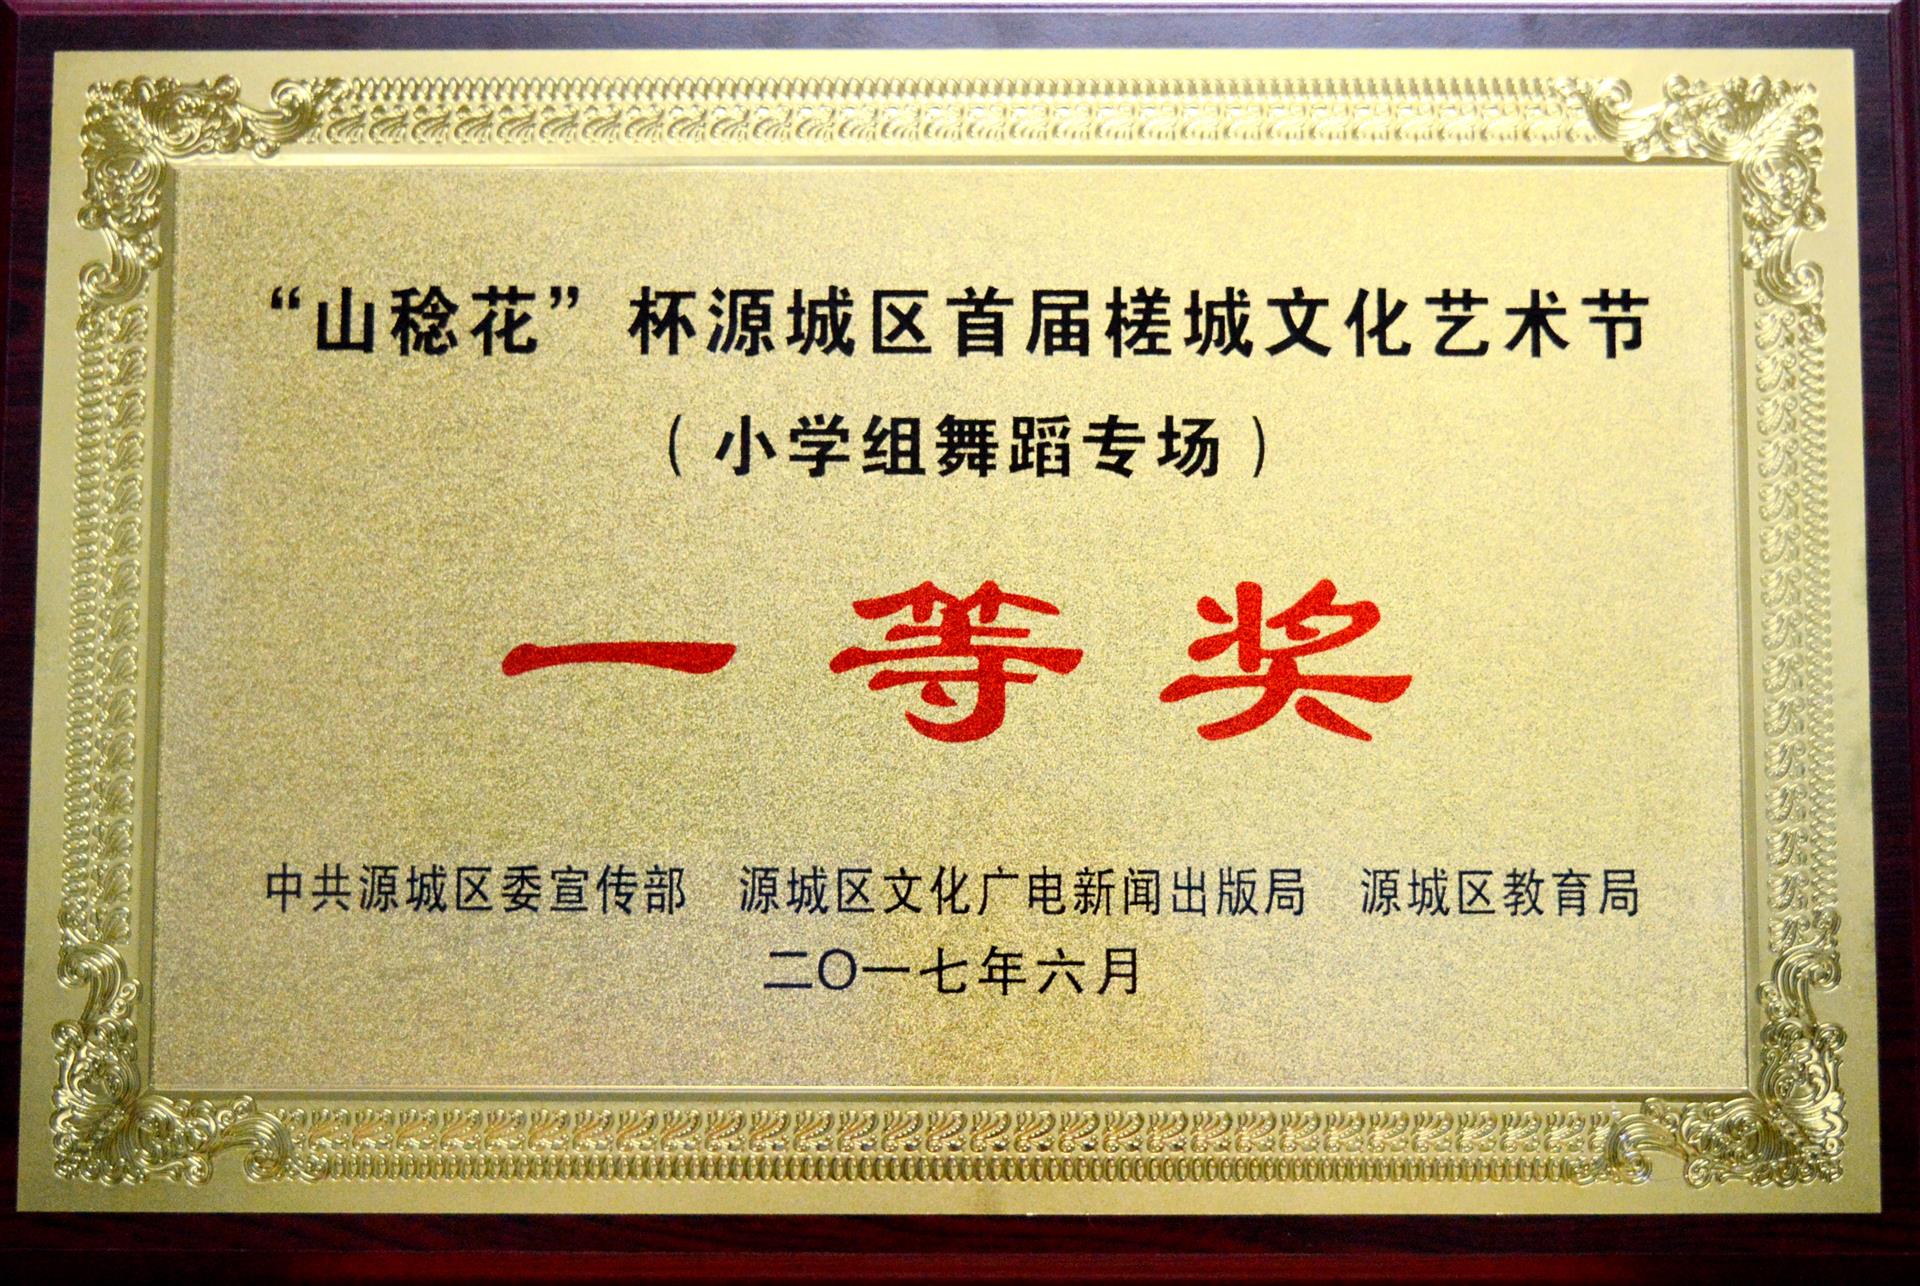 “山稔花”杯源城区首届槎城文化艺术节
（小学组舞蹈专场）
一等奖
中共源城区委宣传部 源城区文化广电新闻出版局 源城区教育局
二〇一七年六月